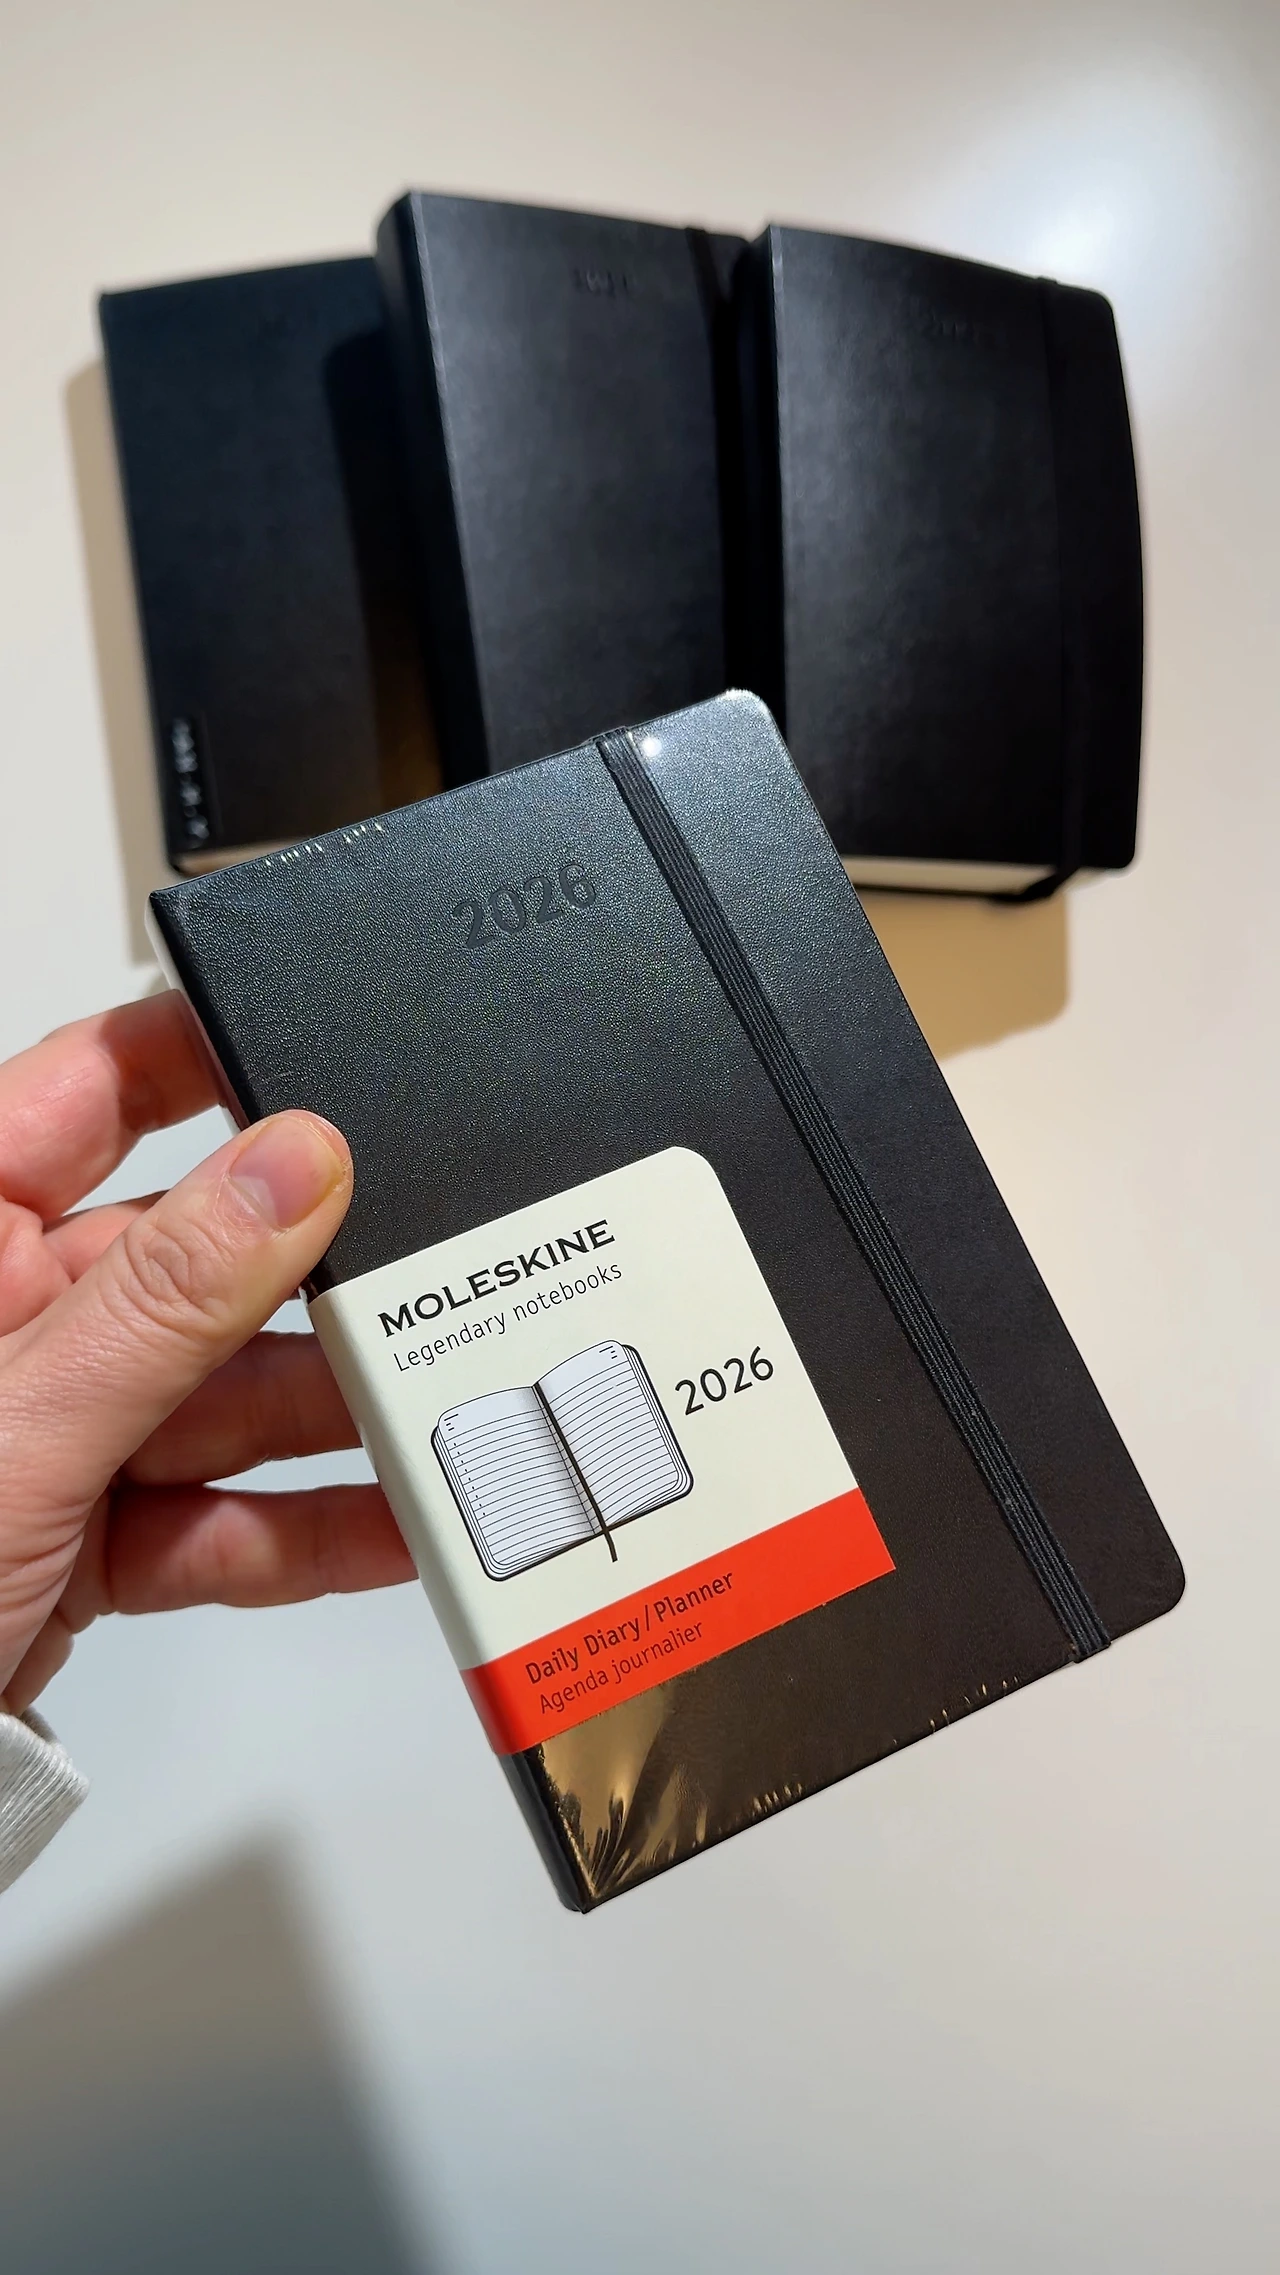 2026
MOLESKINE
Legendary notebooks
2026
Daily Diary/Planner
Agenda journalier